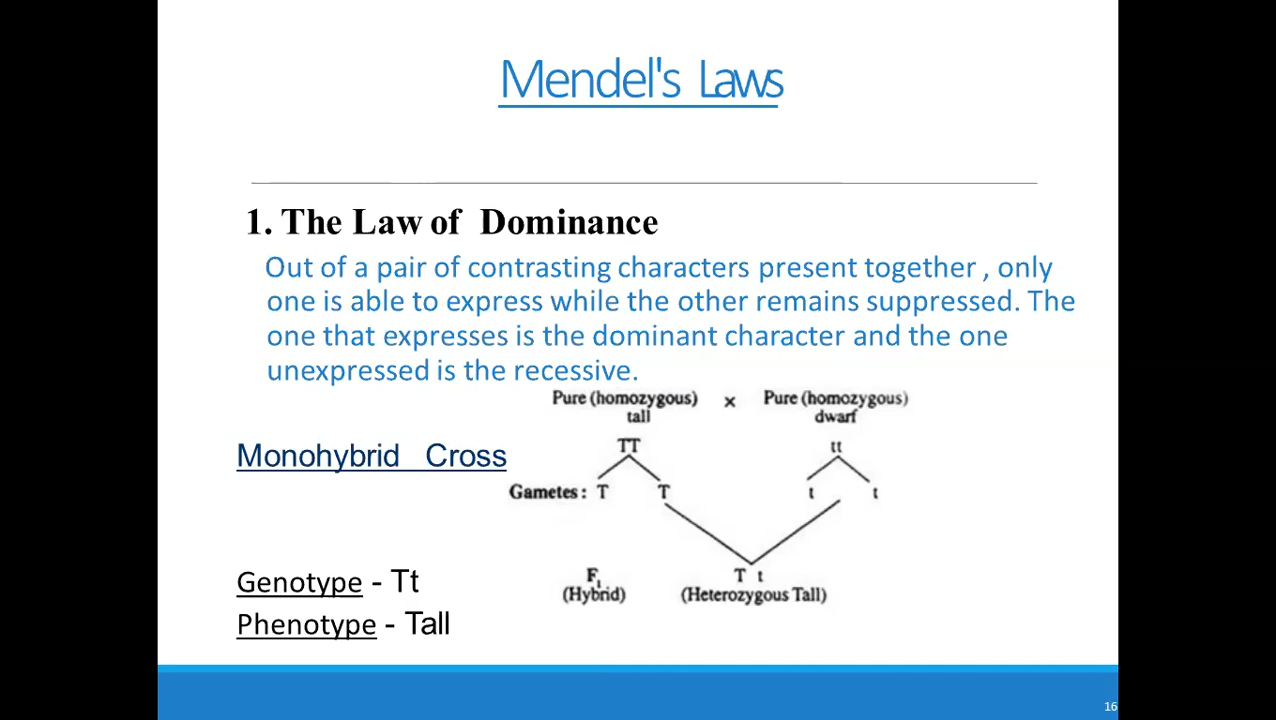 Mendel's Laws
1. The Law of Dominance
Out of a pair of contrasting characters present together , only
one is able to express while the other remains suppressed. The
one that expresses is the dominant character and the one
unexpressed is the recessive.
Pure (homozygous) × Pure (homozygous)
tall dwarf
TT tt
Monohybrid Cross
Gametes : T T t t
F1 T t
(Hybrid) (Heterozygous Tall)
Genotype - Tt
Phenotype - Tall
16